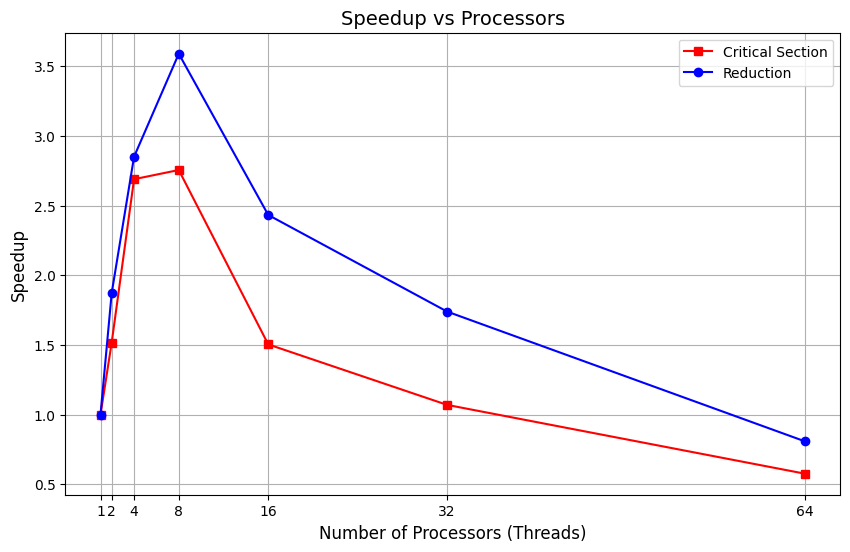 Speedup vs Processors
Critical Section
Reduction
Speedup
3.5
3.0
2.5
2.0
1.5
1.0
0.5
1 2 4 8 16 32 64
Number of Processors (Threads)